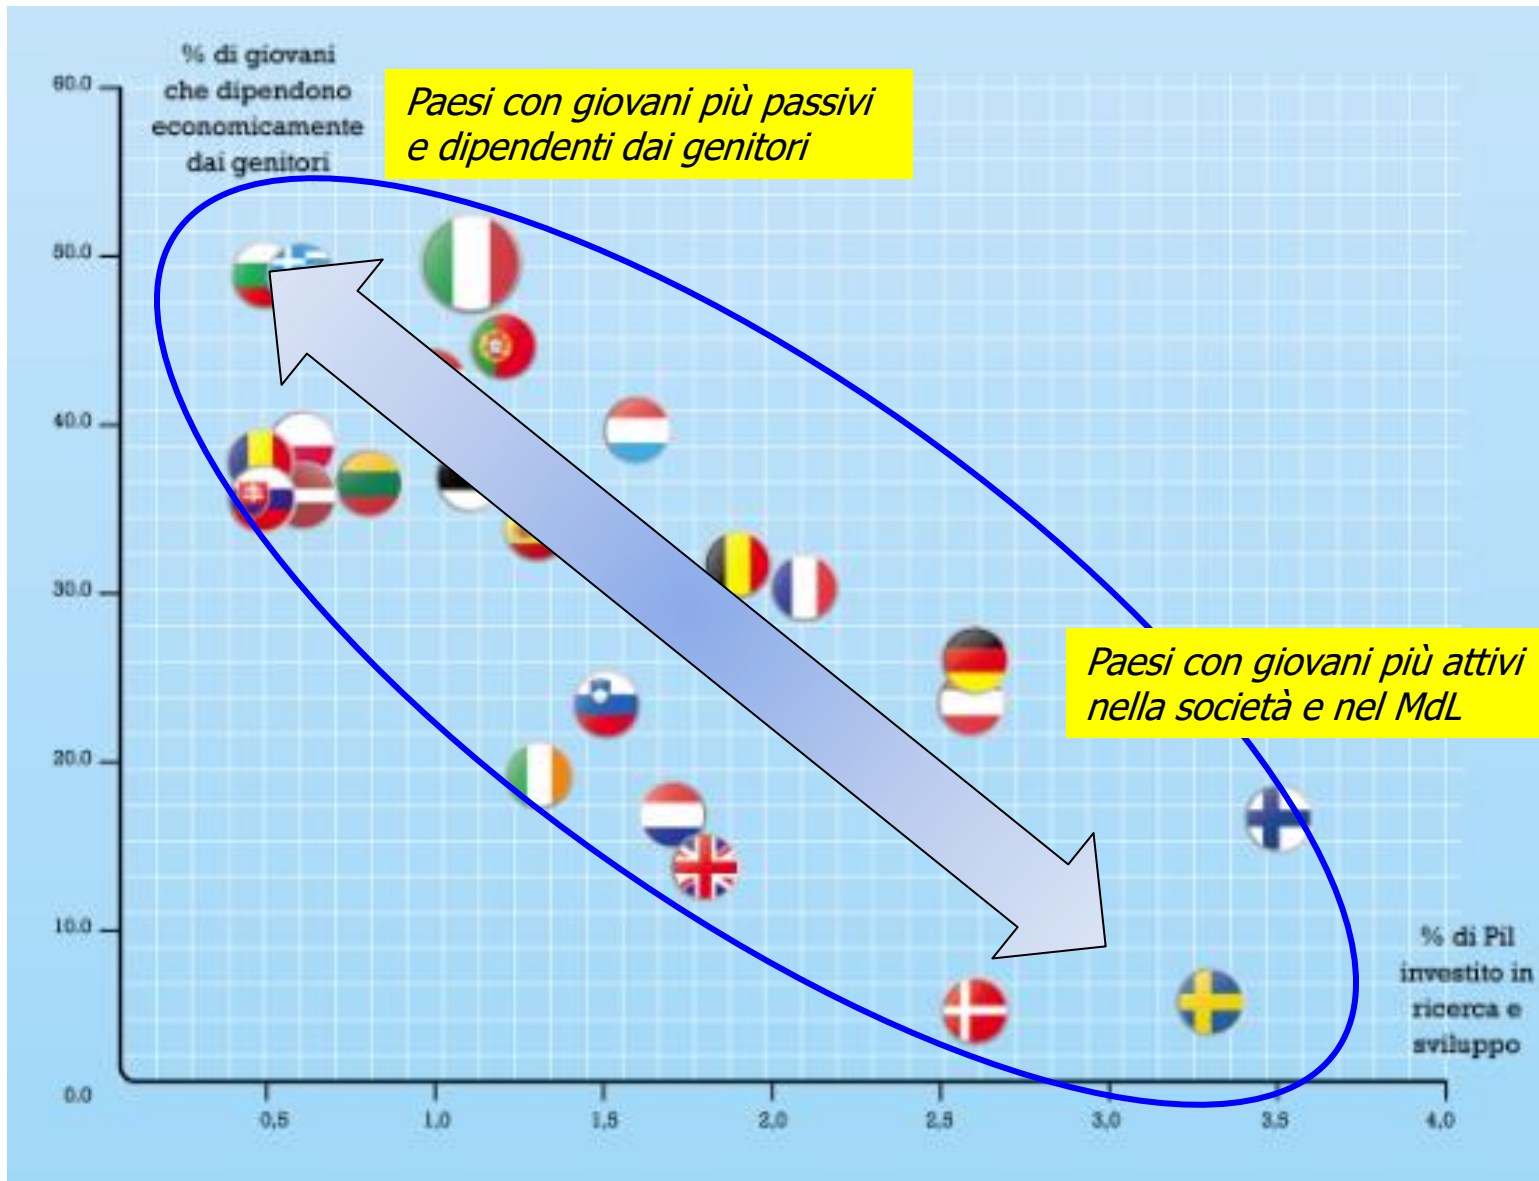 % di giovani
che dipendono
economicamente
dai genitori
Paesi con giovani più passivi
e dipendenti dai genitori
60.0
50.0
40.0
30.0
20.0
10.0
0.0
Paesi con giovani più attivi
nella società e nel MdL
% di Pil
investito in
ricerca e
sviluppo
0,5
1,0
1,5
2,0
2,5
3,0
3,5
4,0